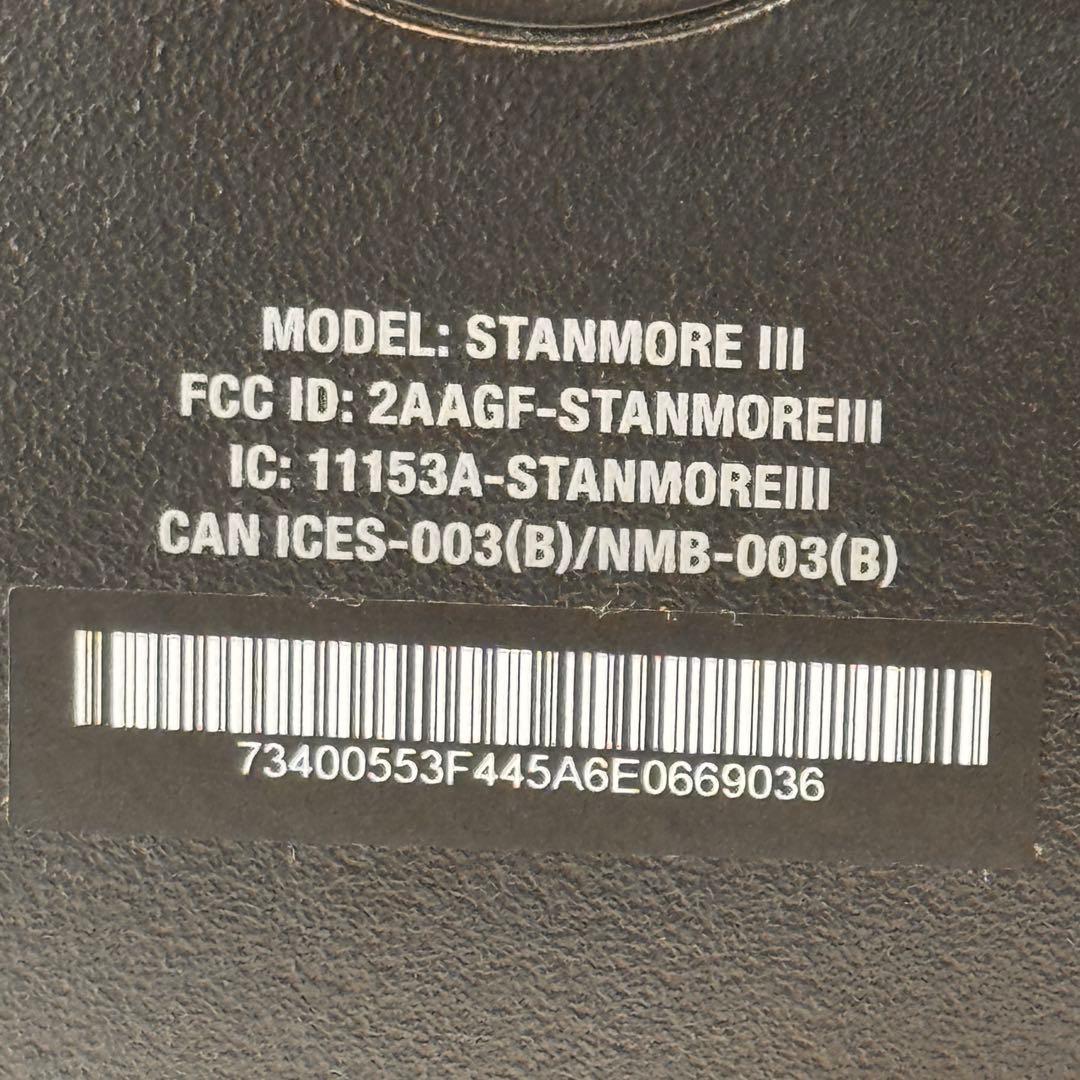 MODEL: STANMORE III
FCC ID: 2AAGF-STANMOREIII
IC: 11153A-STANMOREIII
CAN ICES-003(B)/NMB-003(B)
73400553F445A6E0669036